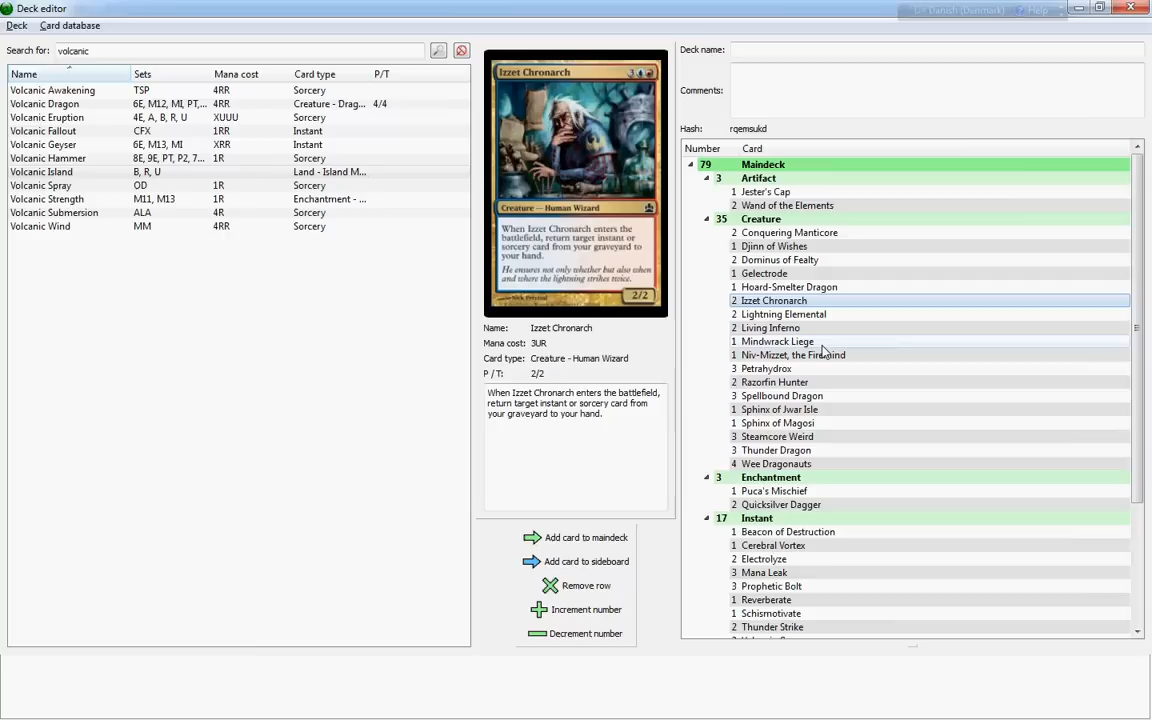 Deck editor
Danish (Denmark) Help
Deck Card database
Search for: volcanic
Name Sets Mana cost Card type P/T
Volcanic Awakening TSP 4RR Sorcery
Volcanic Dragon 6E, M12, MI, PT,... 4RR Creature - Drag... 4/4
Volcanic Eruption 4E, A, B, R, U XUUU Sorcery
Volcanic Fallout CFX 1RR Instant
Volcanic Geyser 6E, M13, MI XRR Instant
Volcanic Hammer 8E, 9E, PT, P2, 7... 1R Sorcery
Volcanic Island B, R, U Land - Island M...
Volcanic Spray OD 1R Sorcery
Volcanic Strength M11, M13 1R Enchantment - ...
Volcanic Submersion ALA 4R Sorcery
Volcanic Wind MM 4RR Sorcery
Izzet Chronarch 3
Creature — Human Wizard
When Izzet Chronarch enters the
battlefield, return target instant or
sorcery card from your graveyard to
your hand.
He ensures not only whether but also when
and where the lightning strikes twice.
2/2
Name: Izzet Chronarch
Mana cost: 3UR
Card type: Creature - Human Wizard
P / T: 2/2
When Izzet Chronarch enters the battlefield,
return target instant or sorcery card from
your graveyard to your hand.
Add card to maindeck
Add card to sideboard
Remove row
Increment number
Decrement number
Deck name:
Comments:
Hash: rqemsukd
Number Card
79 Maindeck
3 Artifact
1 Jester's Cap
2 Wand of the Elements
35 Creature
2 Conquering Manticore
1 Djinn of Wishes
2 Dominus of Fealty
1 Gelectrode
1 Hoard-Smelter Dragon
2 Izzet Chronarch
2 Lightning Elemental
2 Living Inferno
1 Mindwrack Liege
1 Niv-Mizzet, the Firemind
3 Petrahydrox
2 Razorfin Hunter
3 Spellbound Dragon
1 Sphinx of Jwar Isle
1 Sphinx of Magosi
3 Steamcore Weird
3 Thunder Dragon
4 Wee Dragonauts
3 Enchantment
1 Puca's Mischief
2 Quicksilver Dagger
17 Instant
1 Beacon of Destruction
1 Cerebral Vortex
2 Electrolyze
3 Mana Leak
3 Prophetic Bolt
1 Reverberate
1 Schismotivate
2 Thunder Strike